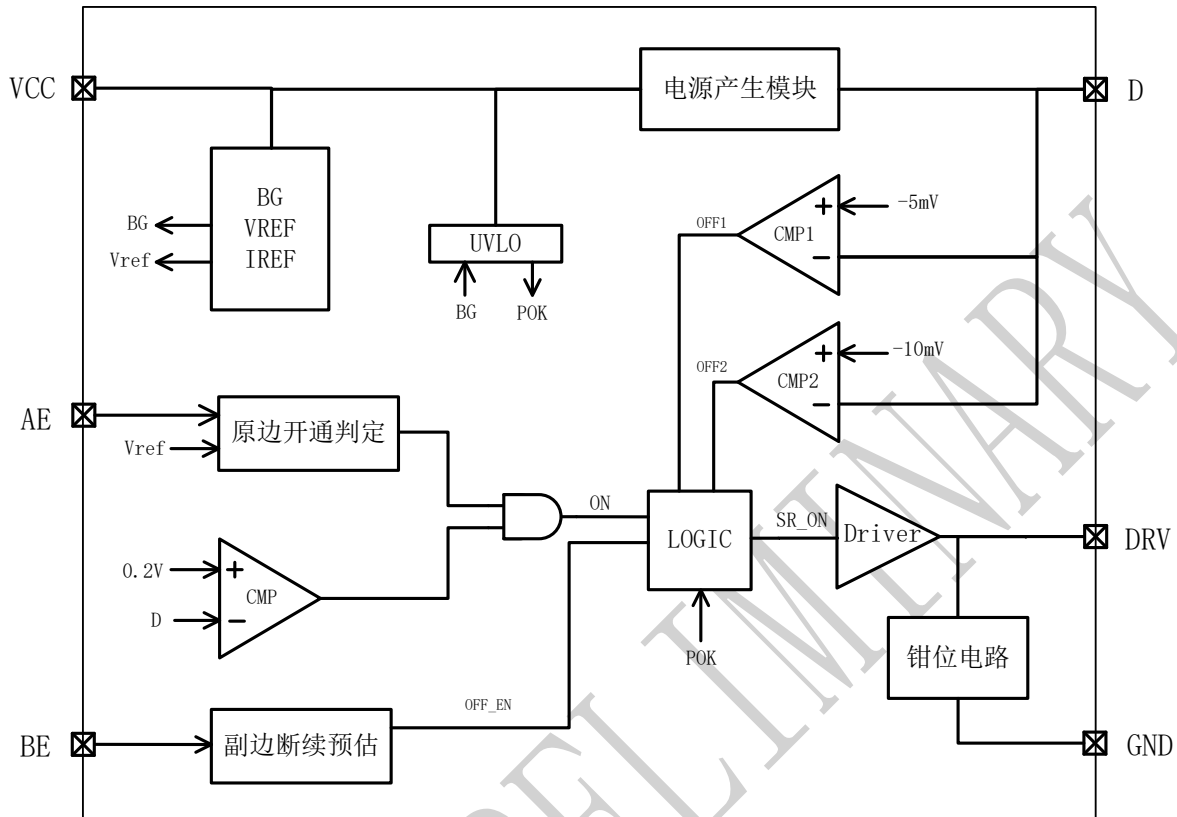 VCC
电源产生模块
D
BG
VREF
IREF
BG
Vref
UVLO
BG
POK
OFF1
CMP1
+
-
-5mV
OFF2
CMP2
+
-
-10mV
AE
Vref
原边开通判定
ON
LOGIC
SR_ON
Driver
DRV
0.2V
D
+
-
CMP
POK
钳位电路
OFF_EN
BE
副边断续预估
GND
PRELIMINARY